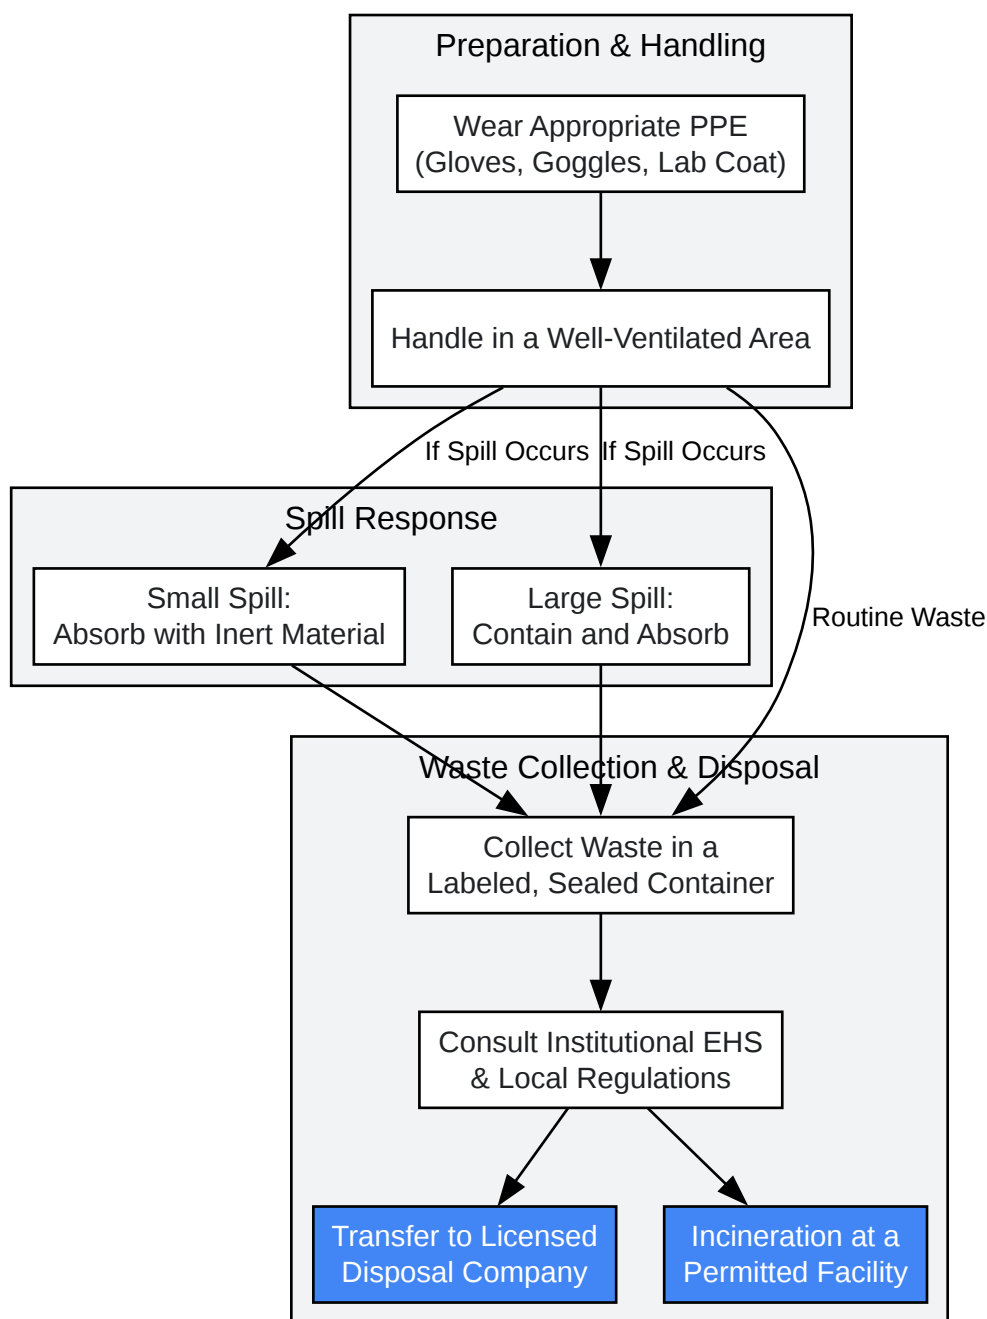 Preparation & Handling
Wear Appropriate PPE
(Gloves, Goggles, Lab Coat)
Handle in a Well-Ventilated Area
If Spill Occurs
If Spill Occurs
Spill Response
Small Spill:
Absorb with Inert Material
Large Spill:
Contain and Absorb
Routine Waste
Waste Collection & Disposal
Collect Waste in a
Labeled, Sealed Container
Consult Institutional EHS
& Local Regulations
Transfer to Licensed
Disposal Company
Incineration at a
Permitted Facility